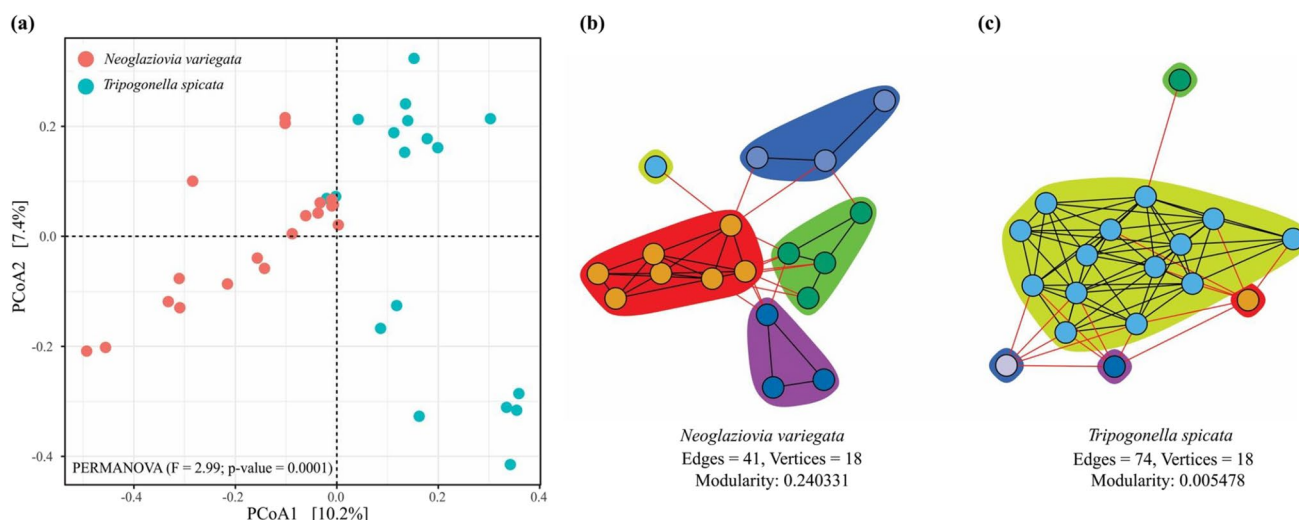 (a)
Neoglaziovia variegata
Tripogonella spicata
0.2
0.0
-0.2
-0.4
PCoA2 [7.4%]
PERMANOVA (F = 2.99; p-value = 0.0001)
-0.4
-0.2
0.0
0.2
0.4
PCoA1 [10.2%]
(b)
Neoglaziovia variegata
Edges = 41, Vertices = 18
Modularity: 0.240331
(c)
Tripogonella spicata
Edges = 74, Vertices = 18
Modularity: 0.005478